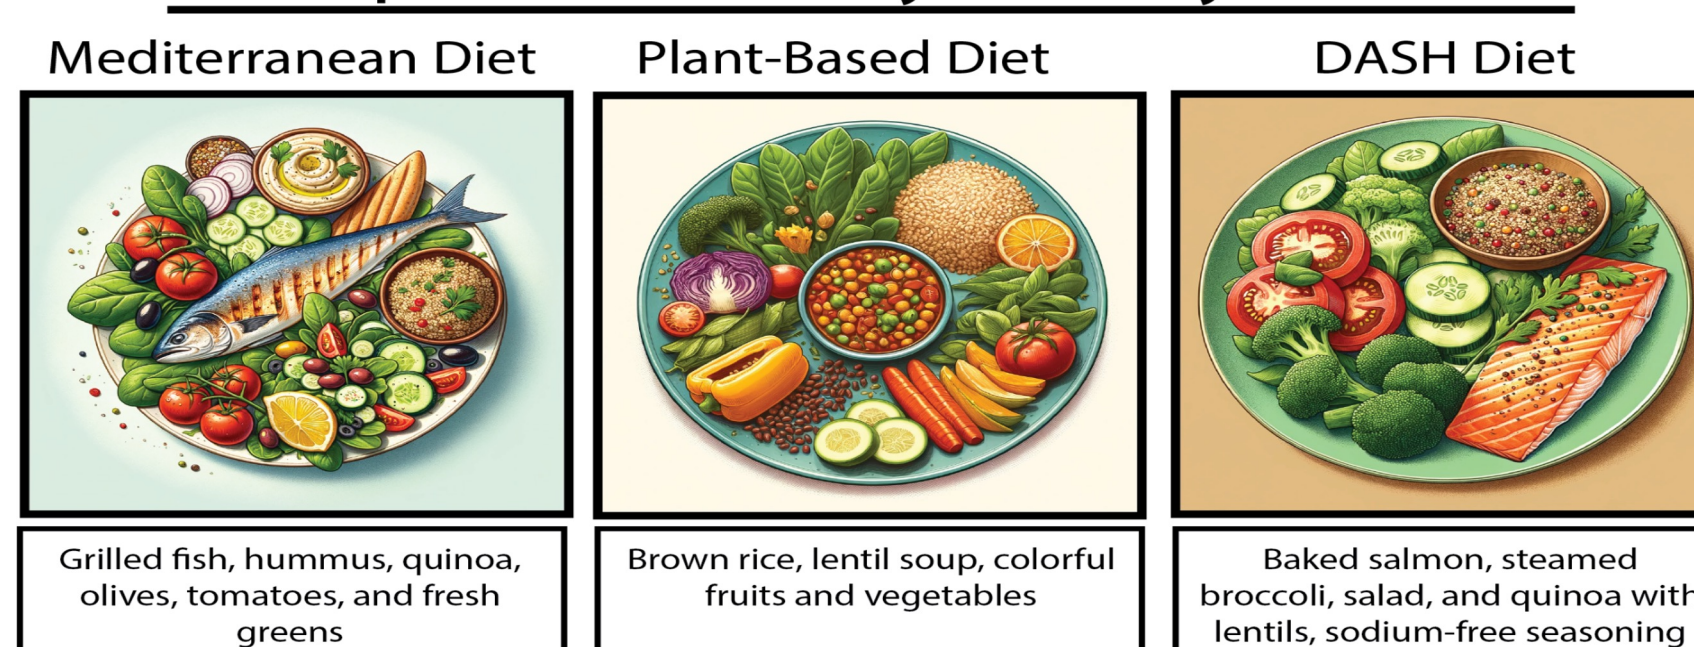 Mediterranean Diet
Plant-Based Diet
DASH Diet
Grilled fish, hummus, quinoa,
olives, tomatoes, and fresh
greens
Brown rice, lentil soup, colorful
fruits and vegetables
Baked salmon, steamed
broccoli, salad, and quinoa with
lentils, sodium-free seasoning